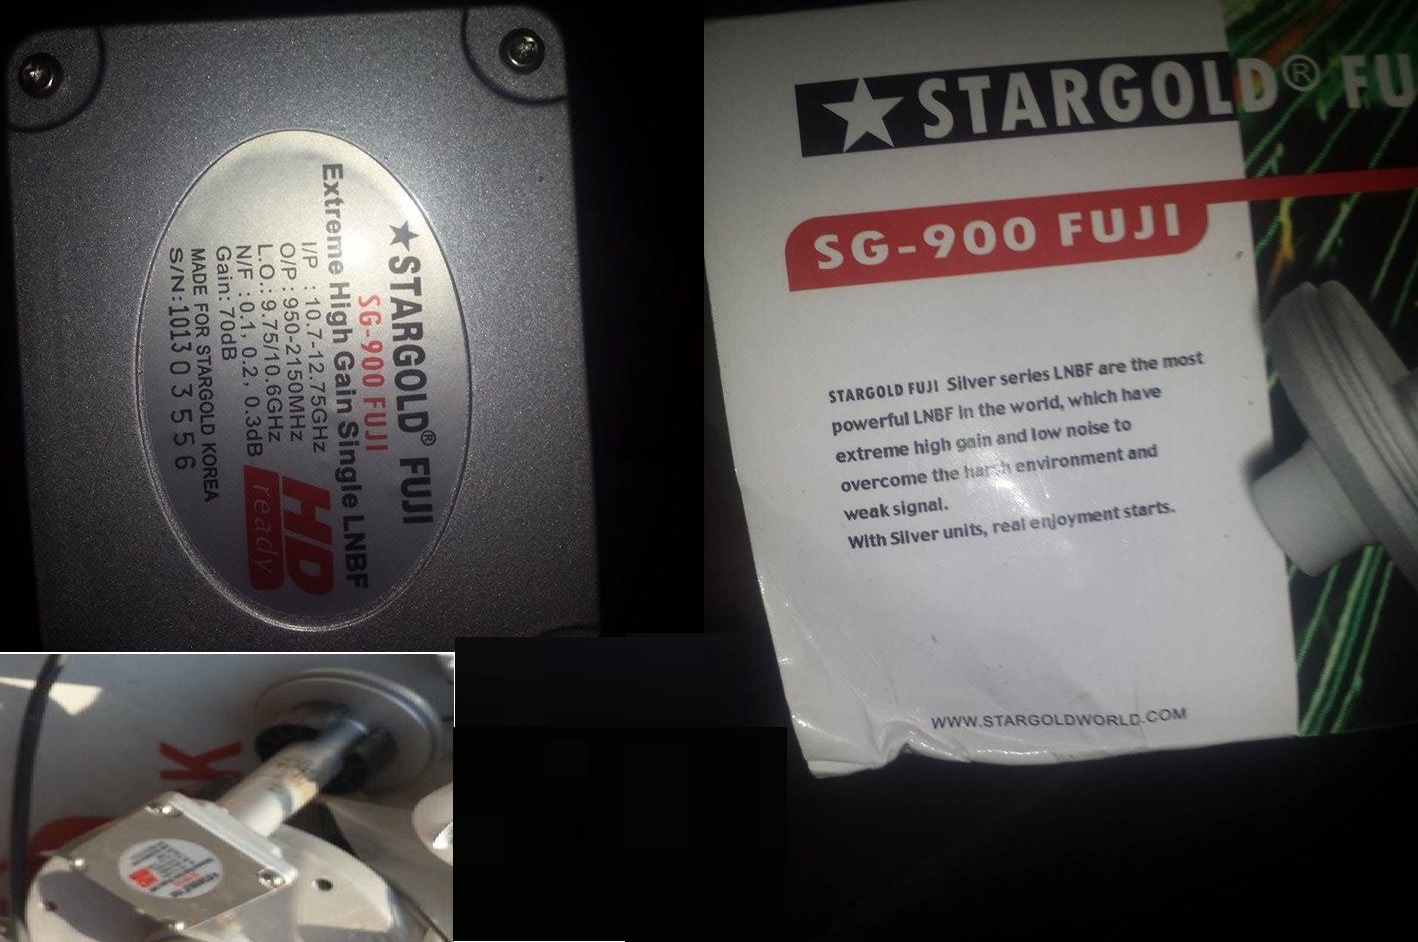 ★STARGOLD® FUJI
SG-900 FUJI
Extreme High Gain Single LNBF
I/P : 10.7-12.75GHz
O/P : 950-2150MHz
L.O.: 9.75/10.6GHz
N/F : 0.1, 0.2, 0.3dB
Gain: 70dB
MADE FOR STARGOLD KOREA
S/N:101303556
HD
ready
★STARGOLD® FU
SG-900 FUJI
STARGOLD FUJI Silver series LNBF are the most
powerful LNBF in the world, which have
extreme high gain and low noise to
overcome the harsh environment and
weak signal.
With Silver units, real enjoyment starts.
WWW.STARGOLDWORLD.COM
K